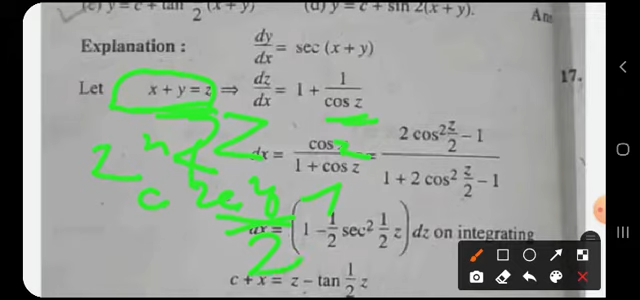 (c) y = c + tan 1/2 (x + y) (d) y = c + sin 2(x + y). Ans
Explanation : dy/dx = sec (x + y)
17.
Let x + y = z ⇒ dz/dx = 1 + 1/cos z
dx = cos z/(1 + cos z) = (2 cos² z/2 − 1)/(1 + 2 cos² z/2 − 1)
dx = (1 − 1/2 sec² 1/2 z) dz on integrating
c + x = z − tan 1/2 z